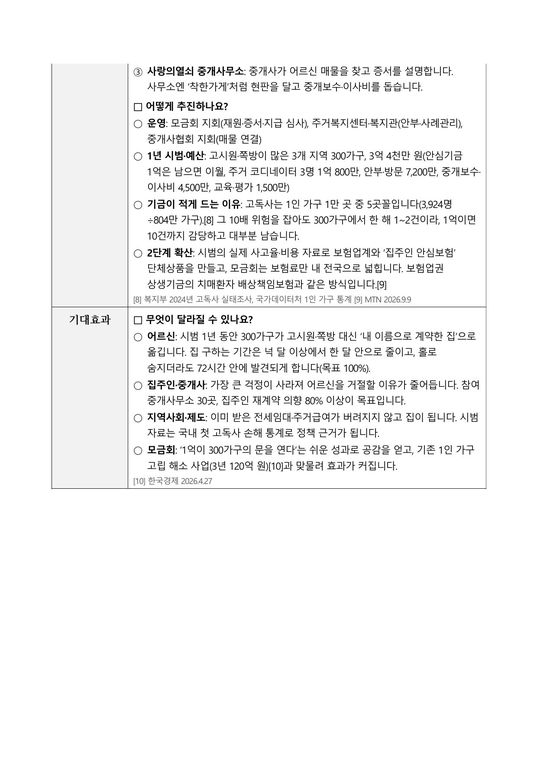 ③ 사랑의열쇠 중개사무소: 중개사가 어르신 매물을 찾고 증서를 설명합니다.
사무소엔 '착한가게'처럼 현판을 달고 중개보수·이사비를 돕습니다.
□ 어떻게 추진하나요?
○ 운영: 모금회 지회(재원·증서·지급 심사), 주거복지센터·복지관(안부·사례관리),
중개사협회 지회(매물 연결)
○ 1년 시범·예산: 고시원·쪽방이 많은 3개 지역 300가구, 3억 4천만 원(안심기금
1억은 남으면 이월, 주거 코디네이터 3명 1억 800만, 안부·방문 7,200만, 중개보수·
이사비 4,500만, 교육·평가 1,500만)
○ 기금이 적게 드는 이유: 고독사는 1인 가구 1만 곳 중 5곳꼴입니다(3,924명
÷804만 가구).[8] 그 10배 위험을 잡아도 300가구에서 한 해 1~2건이라, 1억이면
10건까지 감당하고 대부분 남습니다.
○ 2단계 확산: 시범의 실제 사고율·비용 자료로 보험업계와 '집주인 안심보험'
단체상품을 만들고, 모금회는 보험료만 내 전국으로 넓힙니다. 보험업권
상생기금의 치매환자 배상책임보험과 같은 방식입니다.[9]
[8] 복지부 2024년 고독사 실태조사, 국가데이터처 1인 가구 통계 [9] MTN 2026.9.9
기대효과
□ 무엇이 달라질 수 있나요?
○ 어르신: 시범 1년 동안 300가구가 고시원·쪽방 대신 '내 이름으로 계약한 집'으로
옮깁니다. 집 구하는 기간은 넉 달 이상에서 한 달 안으로 줄이고, 홀로
숨지더라도 72시간 안에 발견되게 합니다(목표 100%).
○ 집주인·중개사: 가장 큰 걱정이 사라져 어르신을 거절할 이유가 줄어듭니다. 참여
중개사무소 30곳, 집주인 재계약 의향 80% 이상이 목표입니다.
○ 지역사회·제도: 이미 받은 전세임대·주거급여가 버려지지 않고 집이 됩니다. 시범
자료는 국내 첫 고독사 손해 통계로 정책 근거가 됩니다.
○ 모금회: '1억이 300가구의 문을 연다'는 쉬운 성과로 공감을 얻고, 기존 1인 가구
고립 해소 사업(3년 120억 원)[10]과 맞물려 효과가 커집니다.
[10] 한국경제 2026.4.27